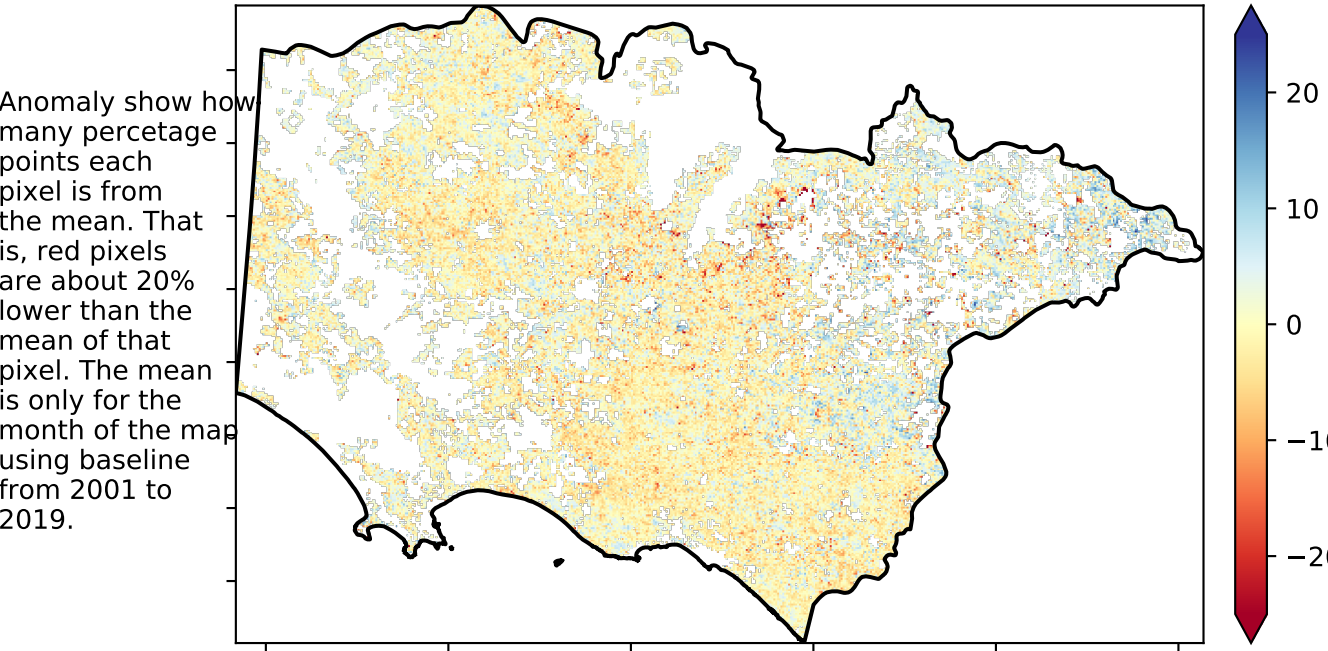 Anomaly show how
many percetage
points each
pixel is from
the mean. That
is, red pixels
are about 20%
lower than the
mean of that
pixel. The mean
is only for the
month of the map
using baseline
from 2001 to
2019.
20
10
0
−10
−20